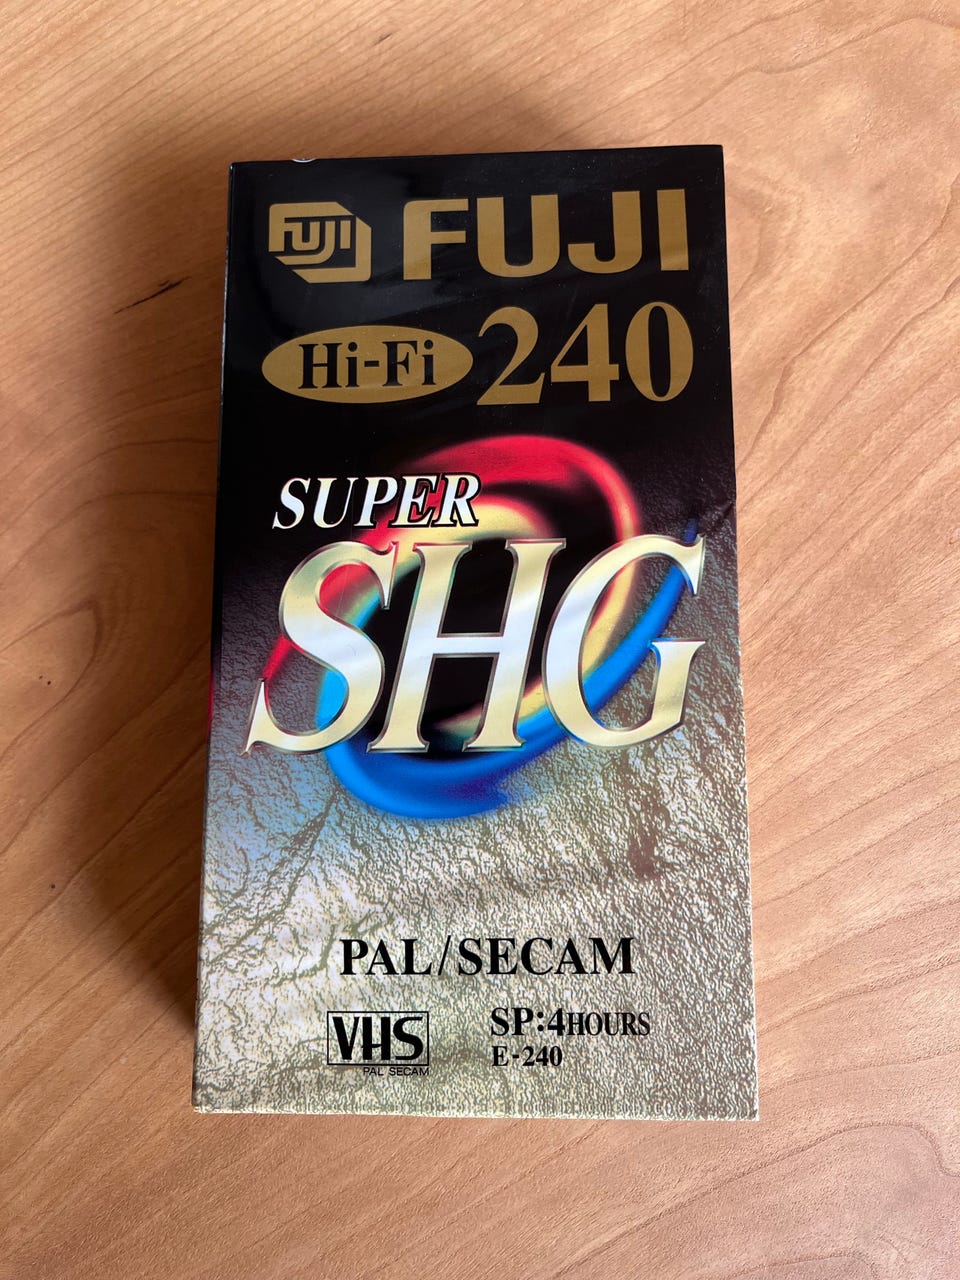 FUJI FUJI
Hi-Fi 240
SUPER
SHG
PAL/SECAM
VHS SP:4HOURS
PAL SECAM E-240